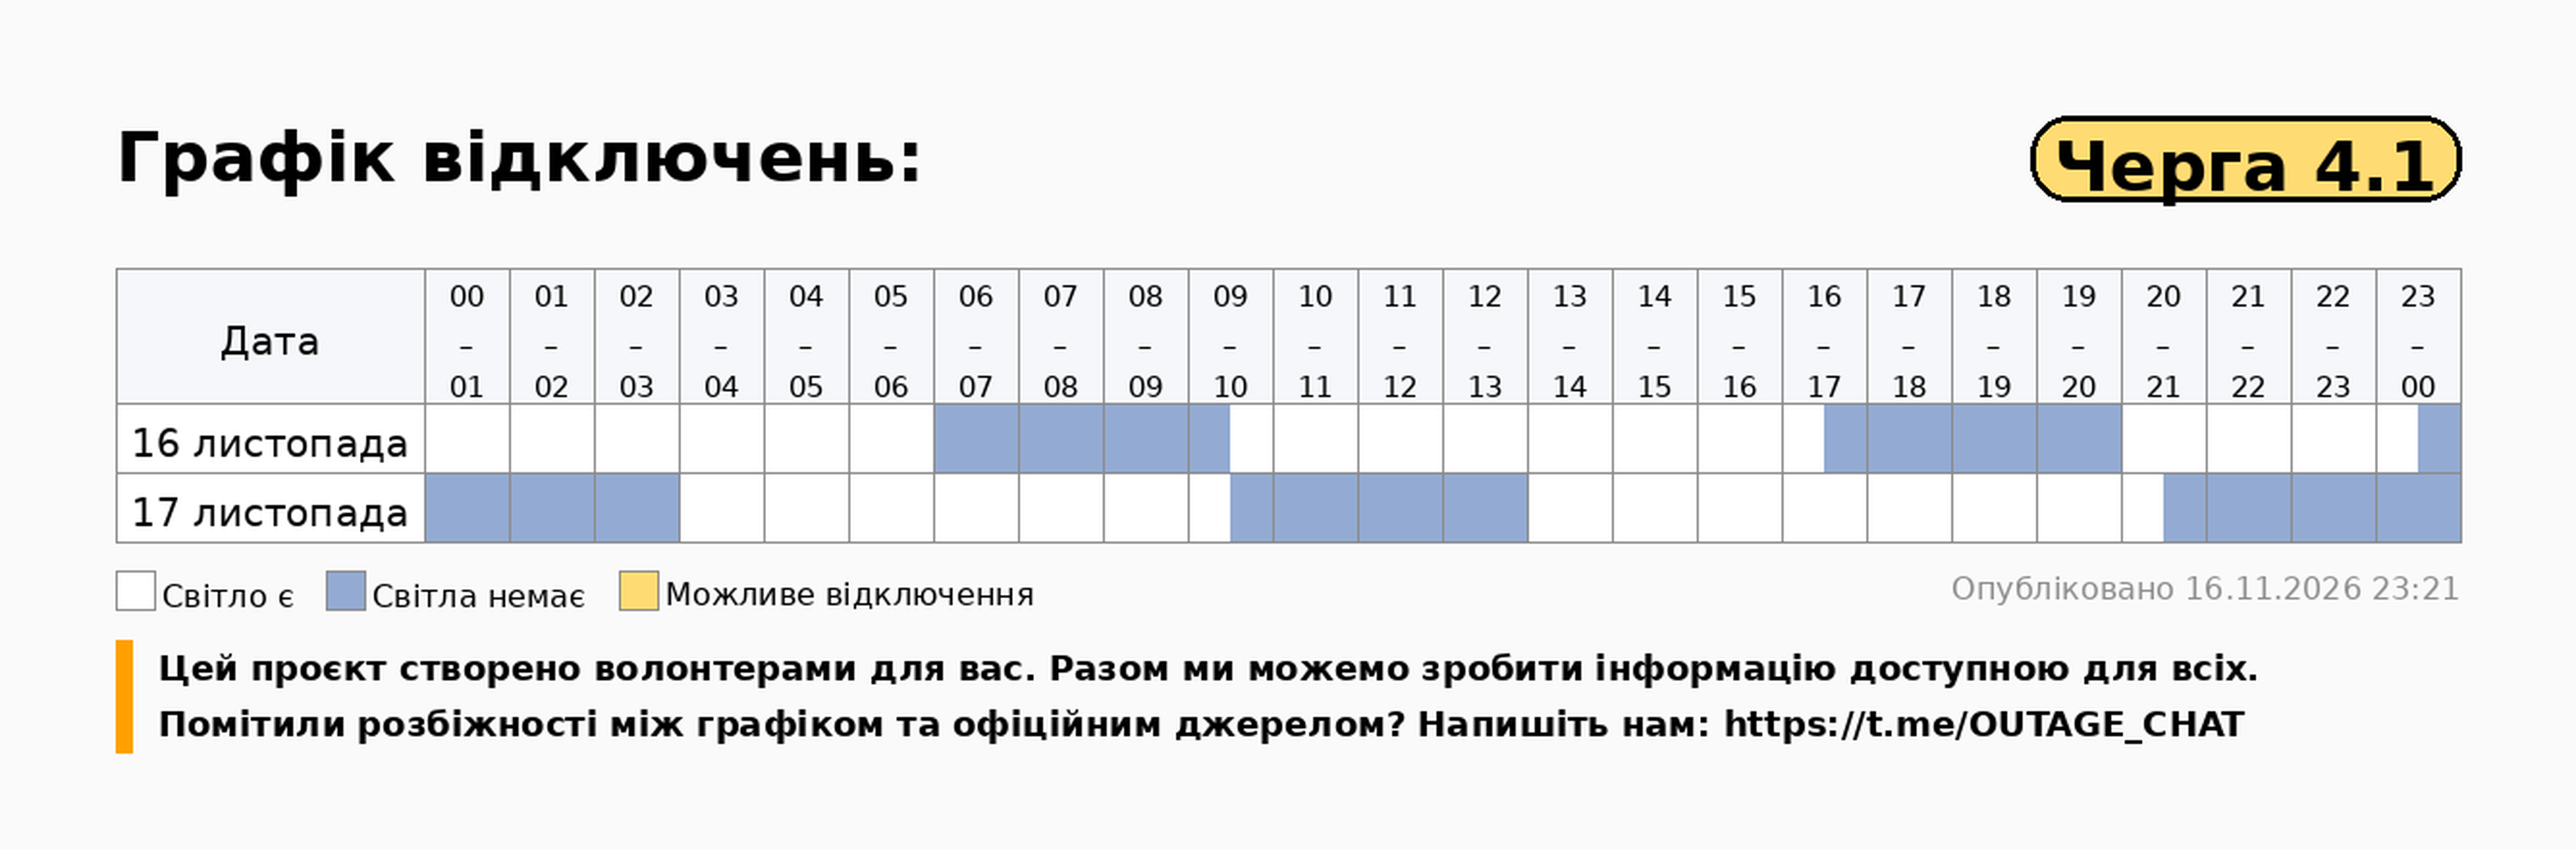 Графік відключень:
Черга 4.1
Дата
00 – 01
01 – 02
02 – 03
03 – 04
04 – 05
05 – 06
06 – 07
07 – 08
08 – 09
09 – 10
10 – 11
11 – 12
12 – 13
13 – 14
14 – 15
15 – 16
16 – 17
17 – 18
18 – 19
19 – 20
20 – 21
21 – 22
22 – 23
23 – 00
16 листопада
17 листопада
Світло є
Світла немає
Можливе відключення
Опубліковано 16.11.2026 23:21
Цей проєкт створено волонтерами для вас. Разом ми можемо зробити інформацію доступною для всіх.
Помітили розбіжності між графіком та офіційним джерелом? Напишіть нам: https://t.me/OUTAGE_CHAT